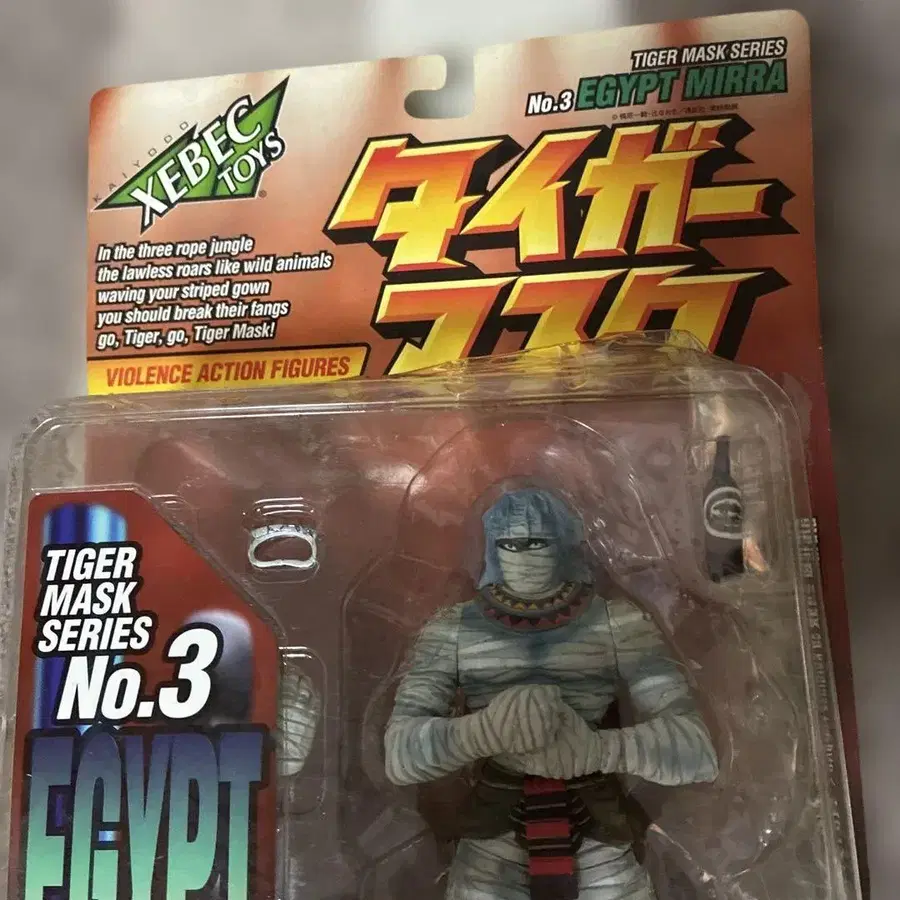 TIGER MASK SERIES
No.3 EGYPT MIRRA
KAIYODO
XEBEC
TOYS
タイガー
マスク
In the three rope jungle
the lawless roars like wild animals
waving your striped gown
you should break their fangs
go, Tiger, go, Tiger Mask!
VIOLENCE ACTION FIGURES
TIGER
MASK
SERIES
No.3
EGYPT